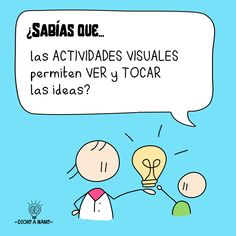 ¿SABÍAS QUE...
las ACTIVIDADES VISUALES
permiten VER y TOCAR
las ideas?
-DICHO A MANO-